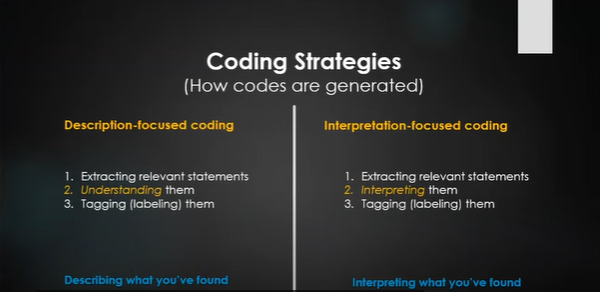 Coding Strategies
(How codes are generated)
Description-focused coding
1. Extracting relevant statements
2. Understanding them
3. Tagging (labeling) them
Describing what you've found
Interpretation-focused coding
1. Extracting relevant statements
2. Interpreting them
3. Tagging (labeling) them
Interpreting what you've found